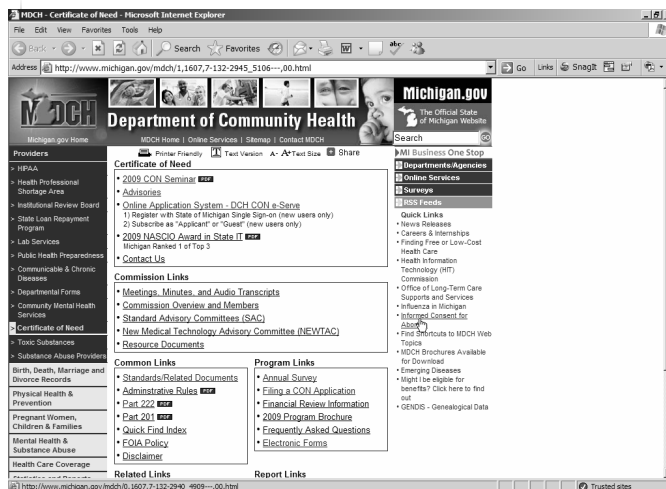 MDCH - Certificate of Need - Microsoft Internet Explorer
File Edit View Favorites Tools Help
Back Search Favorites
Address http://www.michigan.gov/mdch/1,1607,7-132-2945_5106---,00.html Go Links SnagIt
MDCH
Michigan.gov Home
Department of Community Health
MDCH Home | Online Services | Sitemap | Contact MDCH
Michigan.gov
The Official State
of Michigan Website
Search GO
Printer Friendly Text Version A- A+ Text Size Share
Providers
> HIPAA
> Health Professional
Shortage Area
> Institutional Review Board
> State Loan Repayment
Program
> Lab Services
> Public Health Preparedness
> Communicable & Chronic
Diseases
> Departmental Forms
> Community Mental Health
Services
> Certificate of Need
> Toxic Substances
> Substance Abuse Providers
Birth, Death, Marriage and
Divorce Records
Physical Health &
Prevention
Pregnant Women,
Children & Families
Mental Health &
Substance Abuse
Health Care Coverage
Statistics and Reports
Certificate of Need
• 2009 CON Seminar PDF
• Advisories
• Online Application System - DCH CON e-Serve
1) Register with State of Michigan Single Sign-on (new users only)
2) Subscribe as "Applicant" or "Guest" (new users only)
• 2009 NASCIO Award in State IT PDF
Michigan Ranked 1 of Top 3
• Contact Us
Commission Links
• Meetings, Minutes, and Audio Transcripts
• Commission Overview and Members
• Standard Advisory Committees (SAC)
• New Medical Technology Advisory Committee (NEWTAC)
• Resource Documents
Common Links
• Standards/Related Documents
• Adminstrative Rules PDF
• Part 222 PDF
• Part 201 PDF
• Quick Find Index
• FOIA Policy
• Disclaimer
Program Links
• Annual Survey
• Filing a CON Application
• Financial Review Information
• 2009 Program Brochure
• Frequently Asked Questions
• Electronic Forms
Related Links
Report Links
MI Business One Stop
Departments/Agencies
Online Services
Surveys
RSS Feeds
Quick Links
• News Releases
• Careers & Internships
• Finding Free or Low-Cost
Health Care
• Health Information
Technology (HIT)
Commission
• Office of Long-Term Care
Supports and Services
• Influenza in Michigan
• Informed Consent for
• Find Shortcuts to MDCH Web
Topics
• MDCH Brochures Available
for Download
• Emerging Diseases
• Might I be eligible for
benefits? Click here to find
out
• GENDIS - Genealogical Data
http://www.michigan.gov/mdch/0,1607,7-132-2940_4909---,00.html Trusted sites